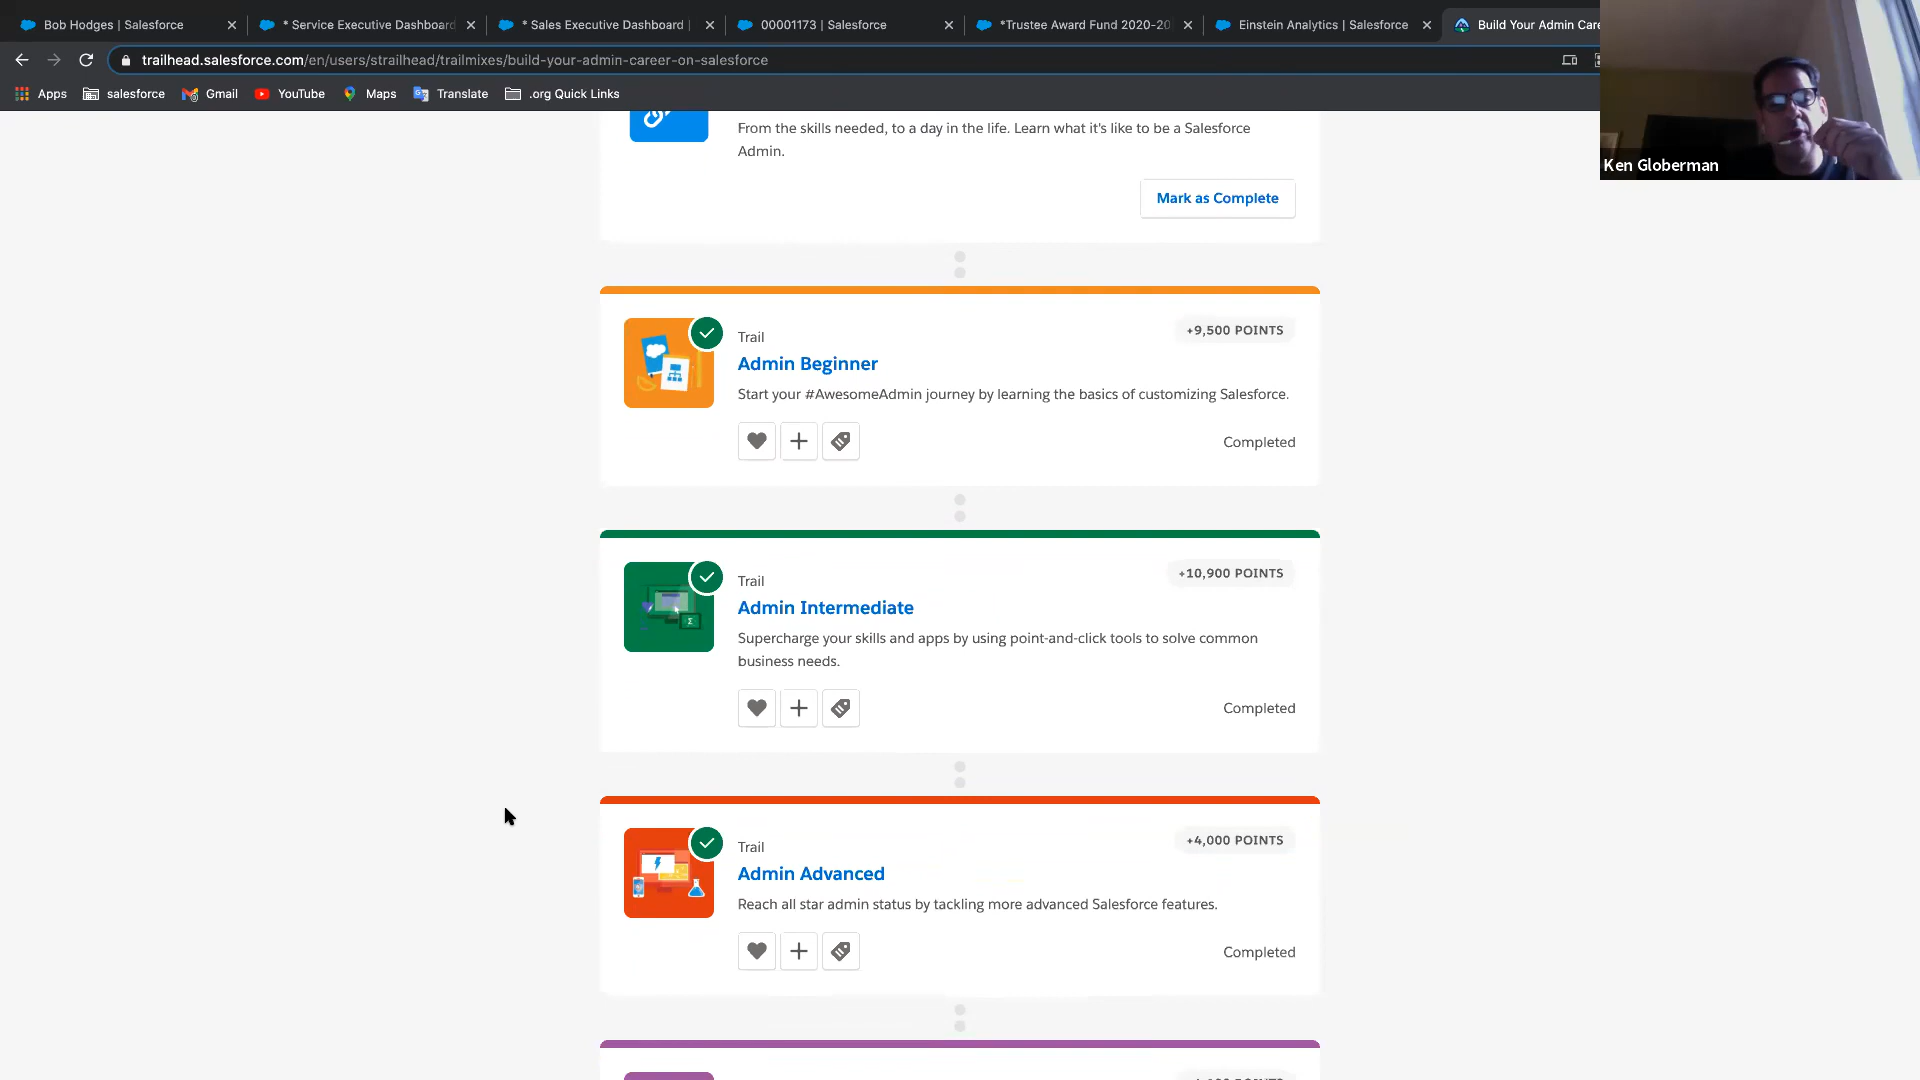 Bob Hodges | Salesforce
* Service Executive Dashboard
* Sales Executive Dashboard |
00001173 | Salesforce
*Trustee Award Fund 2020-20
Einstein Analytics | Salesforce
Build Your Admin Care
trailhead.salesforce.com/en/users/strailhead/trailmixes/build-your-admin-career-on-salesforce
Apps
salesforce
Gmail
YouTube
Maps
Translate
.org Quick Links
Ken Globerman
From the skills needed, to a day in the life. Learn what it's like to be a Salesforce
Admin.
Mark as Complete
Trail
+9,500 POINTS
Admin Beginner
Start your #AwesomeAdmin journey by learning the basics of customizing Salesforce.
Completed
Trail
+10,900 POINTS
Admin Intermediate
Supercharge your skills and apps by using point-and-click tools to solve common
business needs.
Completed
Trail
+4,000 POINTS
Admin Advanced
Reach all star admin status by tackling more advanced Salesforce features.
Completed